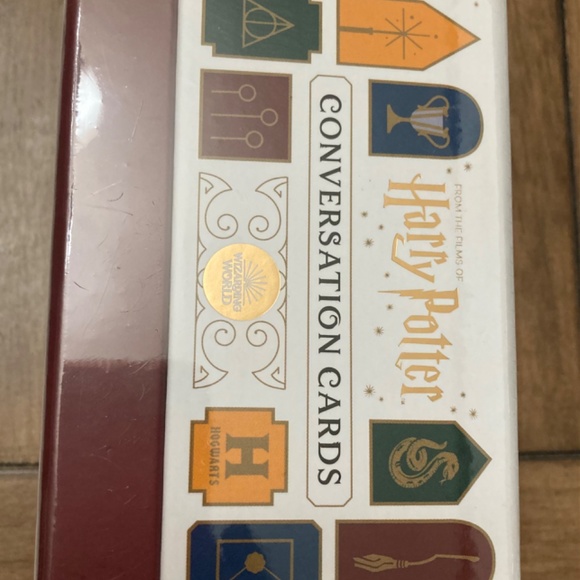 FROM THE FILMS OF
Harry Potter
CONVERSATION CARDS
WIZARDING
WORLD
H
HOGWARTS